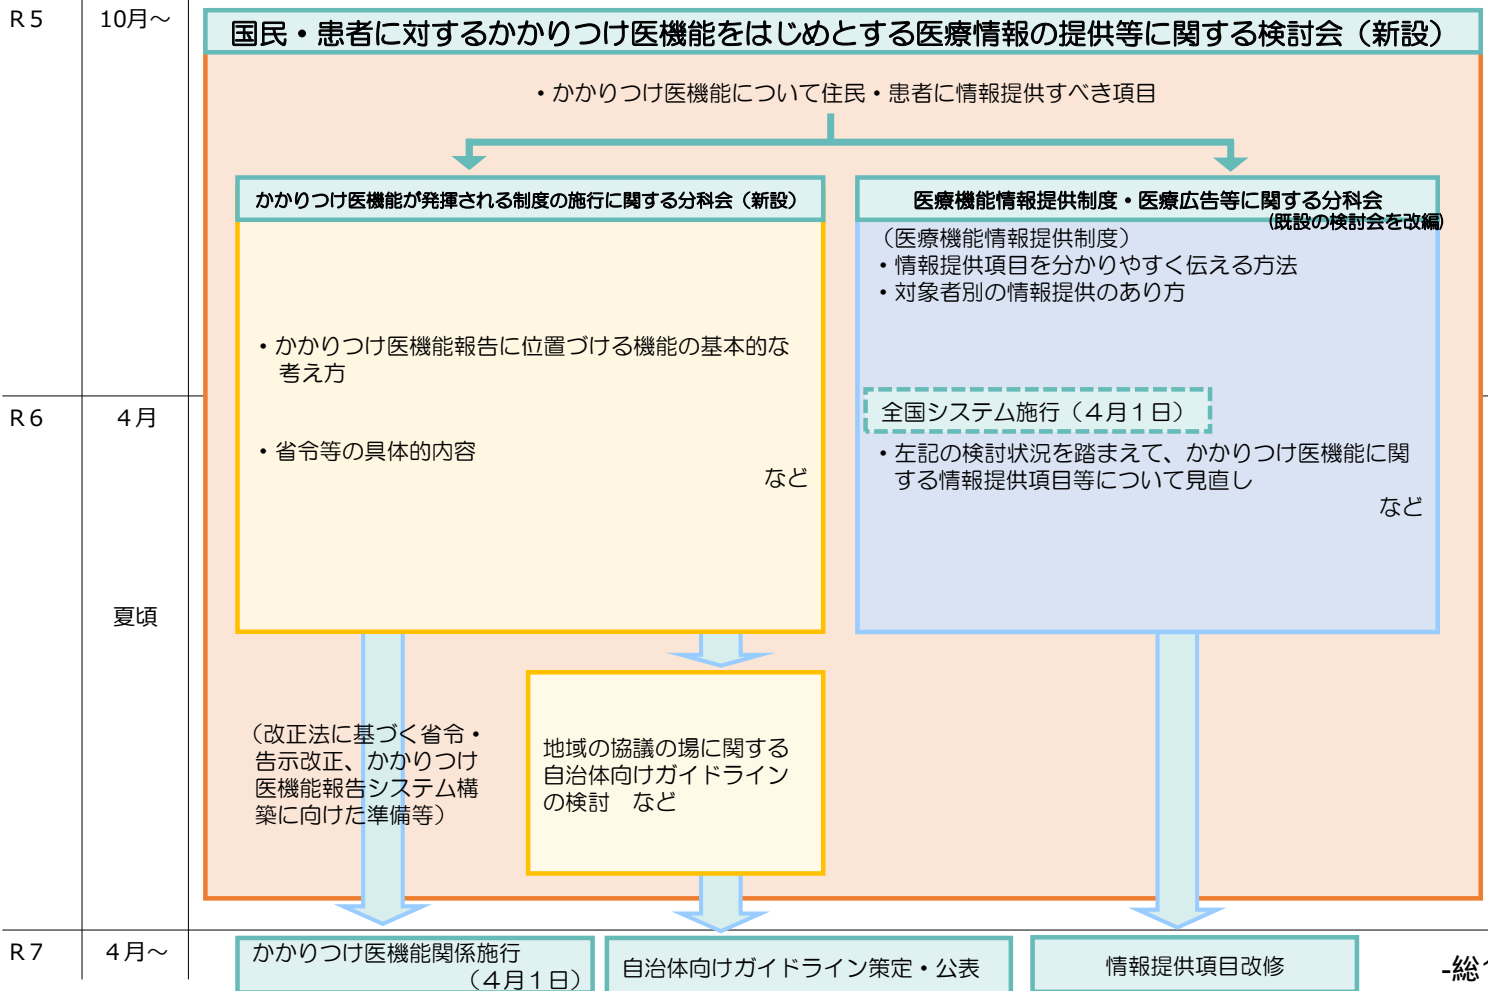 R5
10月～
国民・患者に対するかかりつけ医機能をはじめとする医療情報の提供等に関する検討会（新設）
・かかりつけ医機能について住民・患者に情報提供すべき項目
かかりつけ医機能が発揮される制度の施行に関する分科会（新設）
・かかりつけ医機能報告に位置づける機能の基本的な
考え方
・省令等の具体的内容
など
医療機能情報提供制度・医療広告等に関する分科会
(既設の検討会を改編)
（医療機能情報提供制度）
・情報提供項目を分かりやすく伝える方法
・対象者別の情報提供のあり方
R6
４月
全国システム施行（４月１日）
・左記の検討状況を踏まえて、かかりつけ医機能に関
する情報提供項目等について見直し
など
夏頃
（改正法に基づく省令・
告示改正、かかりつけ
医機能報告システム構
築に向けた準備等）
地域の協議の場に関する
自治体向けガイドライン
の検討　など
R7
４月～
かかりつけ医機能関係施行
（４月１日）
自治体向けガイドライン策定・公表
情報提供項目改修
-総